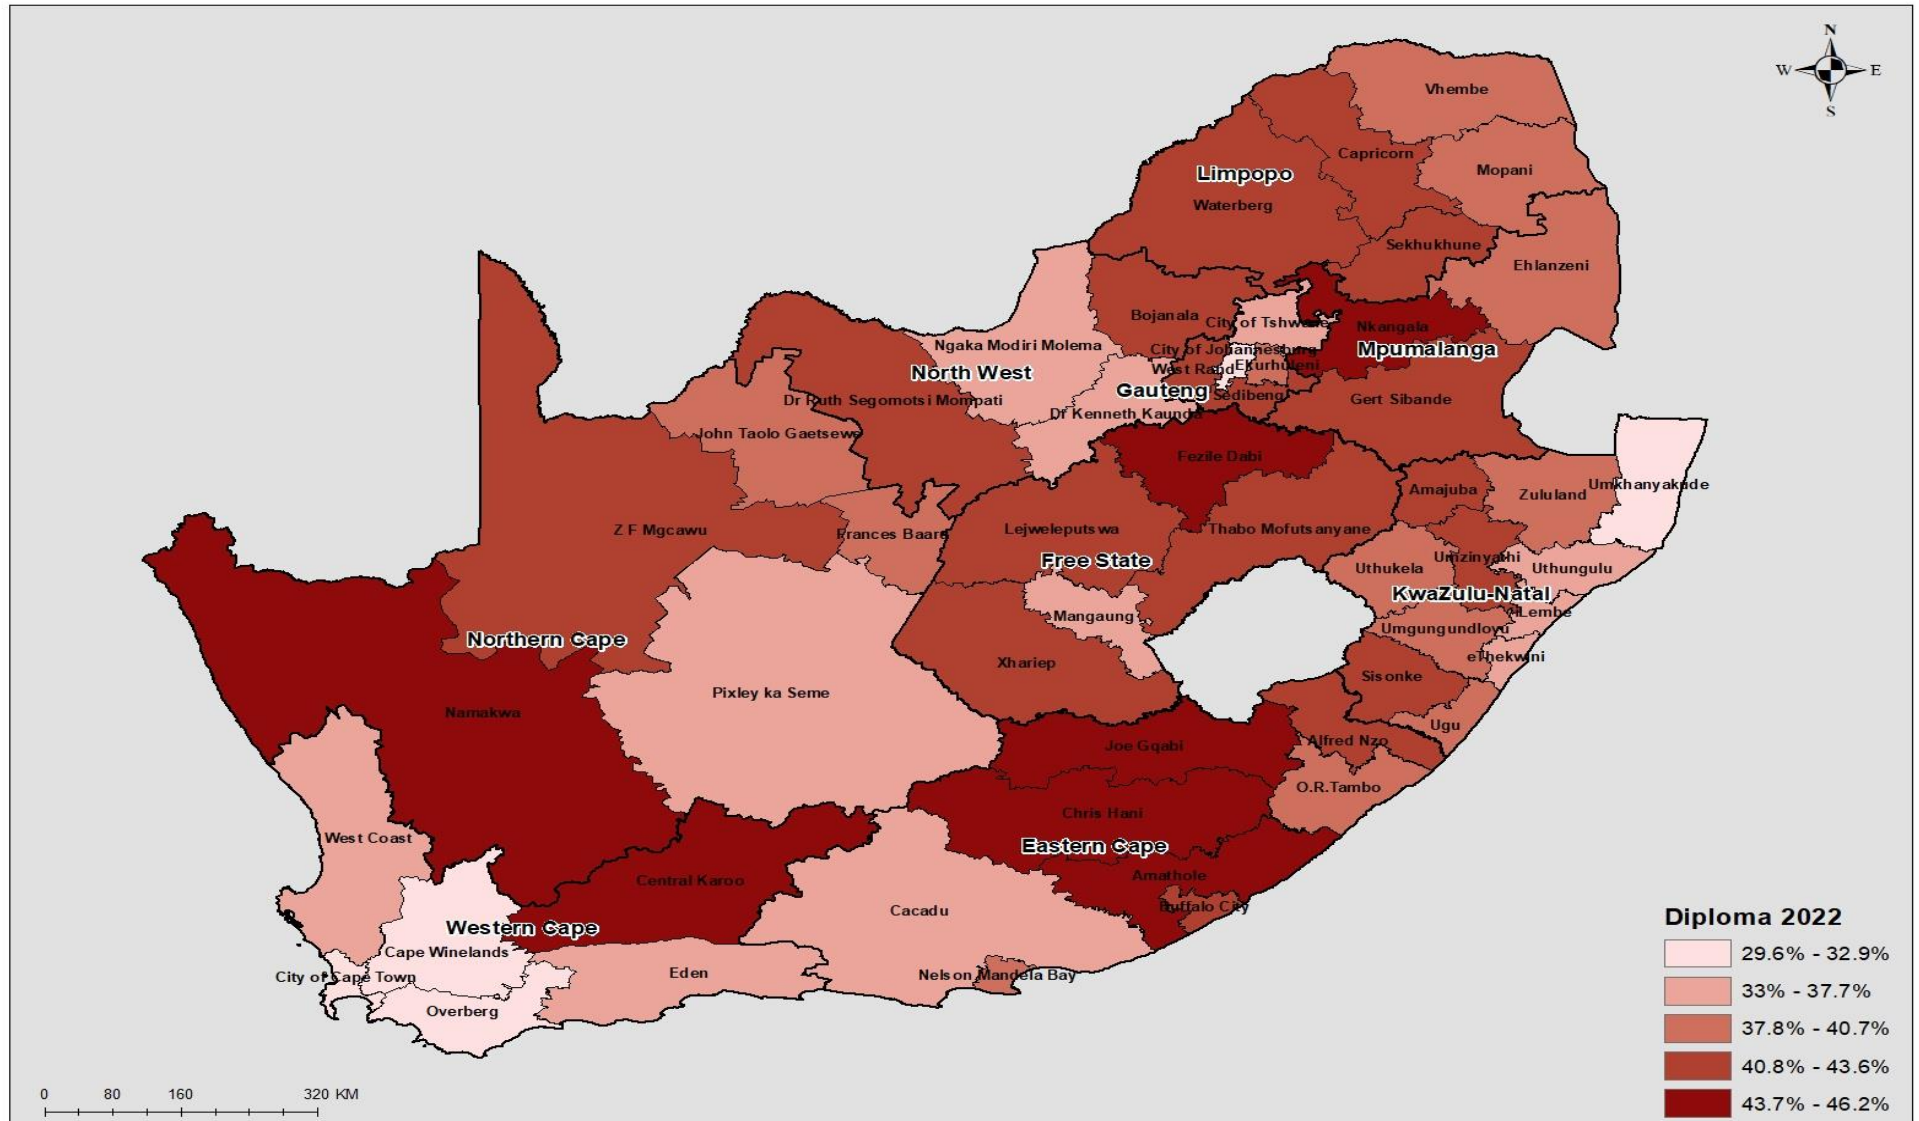 N
W E
S
Vhembe
Capricorn
Mopani
Limpopo
Waterberg
Sekhukhune
Ehlanzeni
Bojanala
City of Tshwane
Nkangala
Ngaka Modiri Molema
City of Johannesburg
Mpumalanga
West Rand
Ekurhuleni
North West
Gauteng
Sedibeng
Gert Sibande
Dr Ruth Segomotsi Mompati
Dr Kenneth Kaunda
John Taolo Gaetsewe
Fezile Dabi
Amajuba
Zululand
Umkhanyakude
Z F Mgcawu
Frances Baard
Lejweleputswa
Thabo Mofutsanyane
Free State
Umzinyathi
Uthukela
Uthungulu
KwaZulu-Natal
iLembe
Mangaung
Umgungundlovu
eThekwini
Northern Cape
Xhariep
Sisonke
Pixley ka Seme
Namakwa
Ugu
Joe Gqabi
Alfred Nzo
O.R.Tambo
Chris Hani
West Coast
Eastern Cape
Central Karoo
Amathole
Buffalo City
Cacadu
Western Cape
Cape Winelands
City of Cape Town
Eden
Nelson Mandela Bay
Overberg
Diploma 2022
29.6% - 32.9%
33% - 37.7%
37.8% - 40.7%
40.8% - 43.6%
43.7% - 46.2%
0 80 160 320 KM